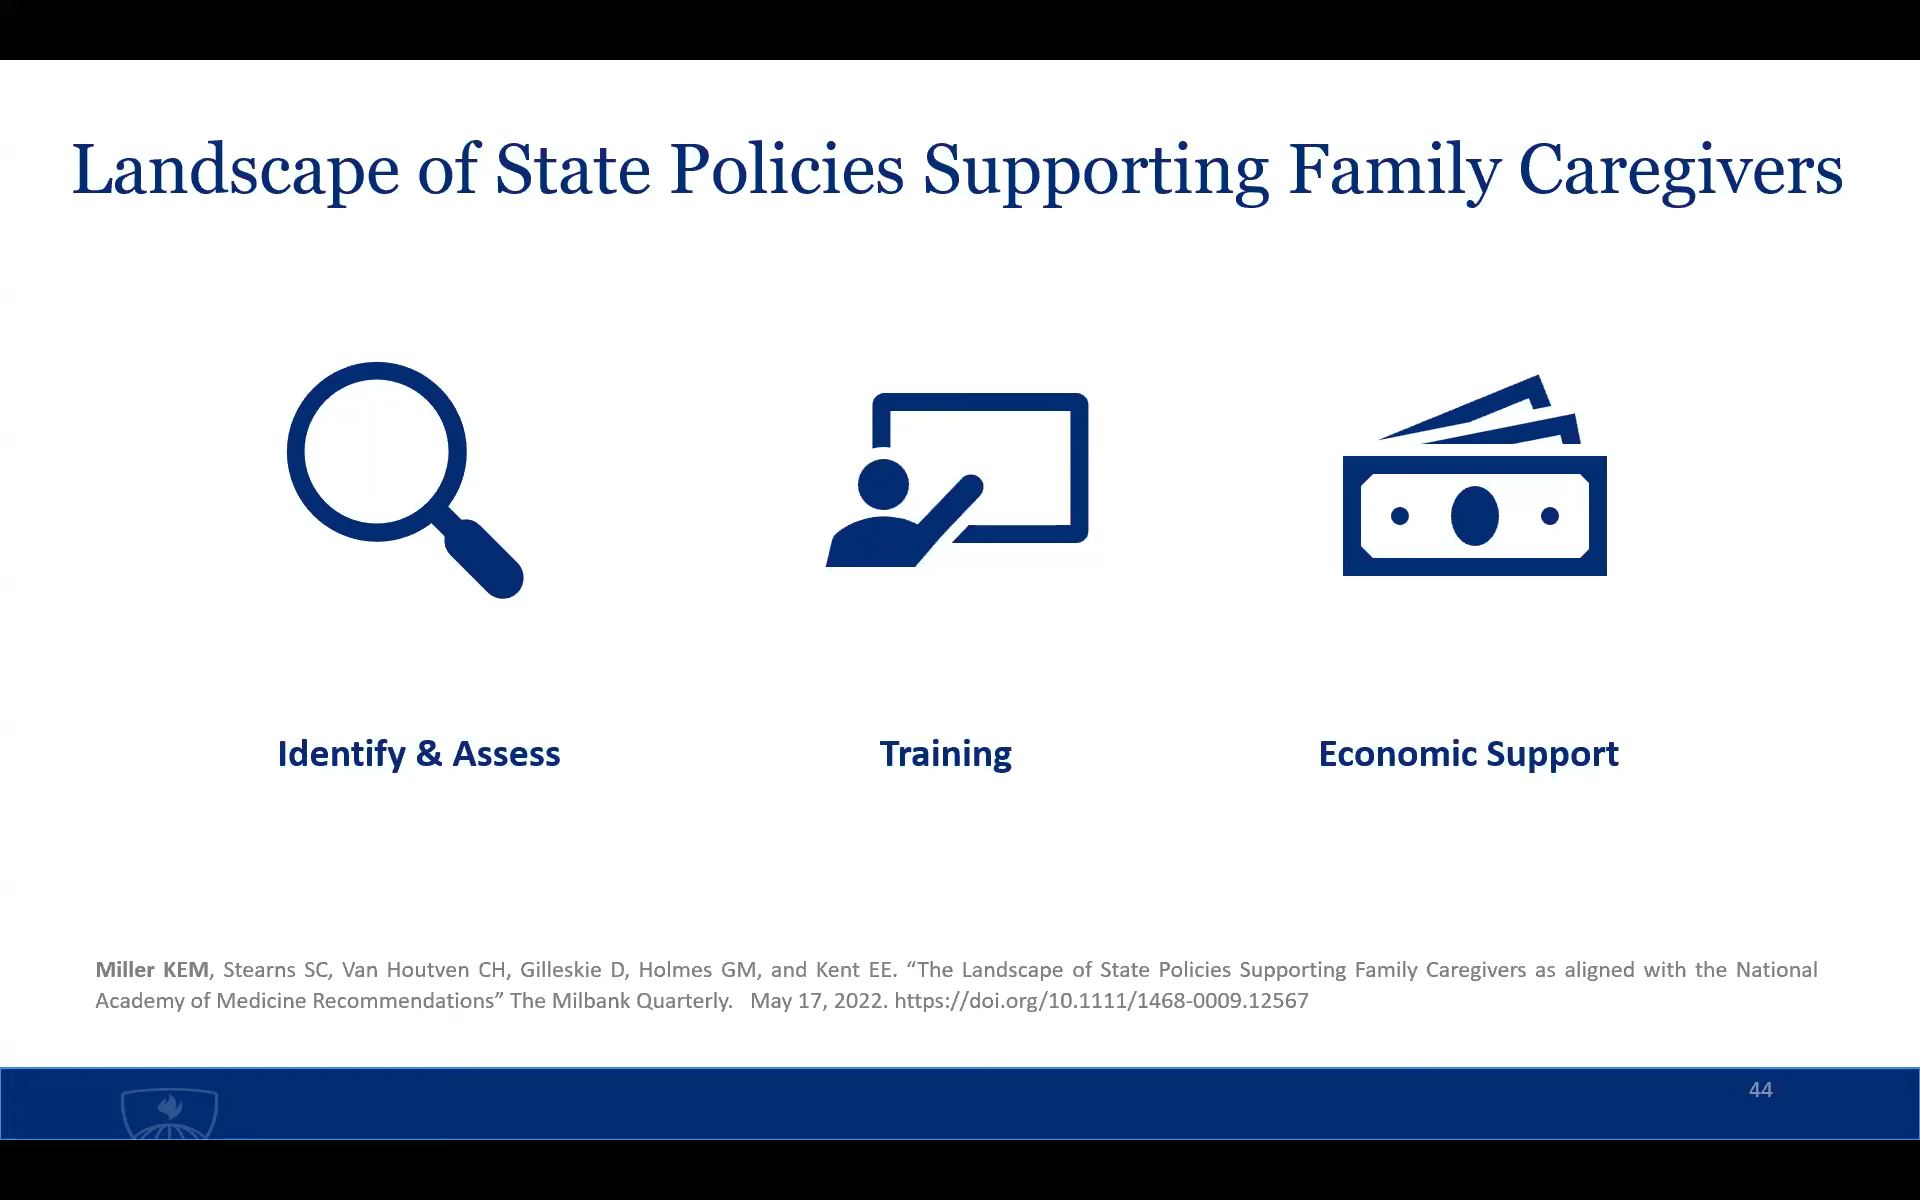 Landscape of State Policies Supporting Family Caregivers
Identify & Assess
Training
Economic Support
Miller KEM, Stearns SC, Van Houtven CH, Gilleskie D, Holmes GM, and Kent EE. “The Landscape of State Policies Supporting Family Caregivers as aligned with the National
Academy of Medicine Recommendations” The Milbank Quarterly.   May 17, 2022. https://doi.org/10.1111/1468-0009.12567
44